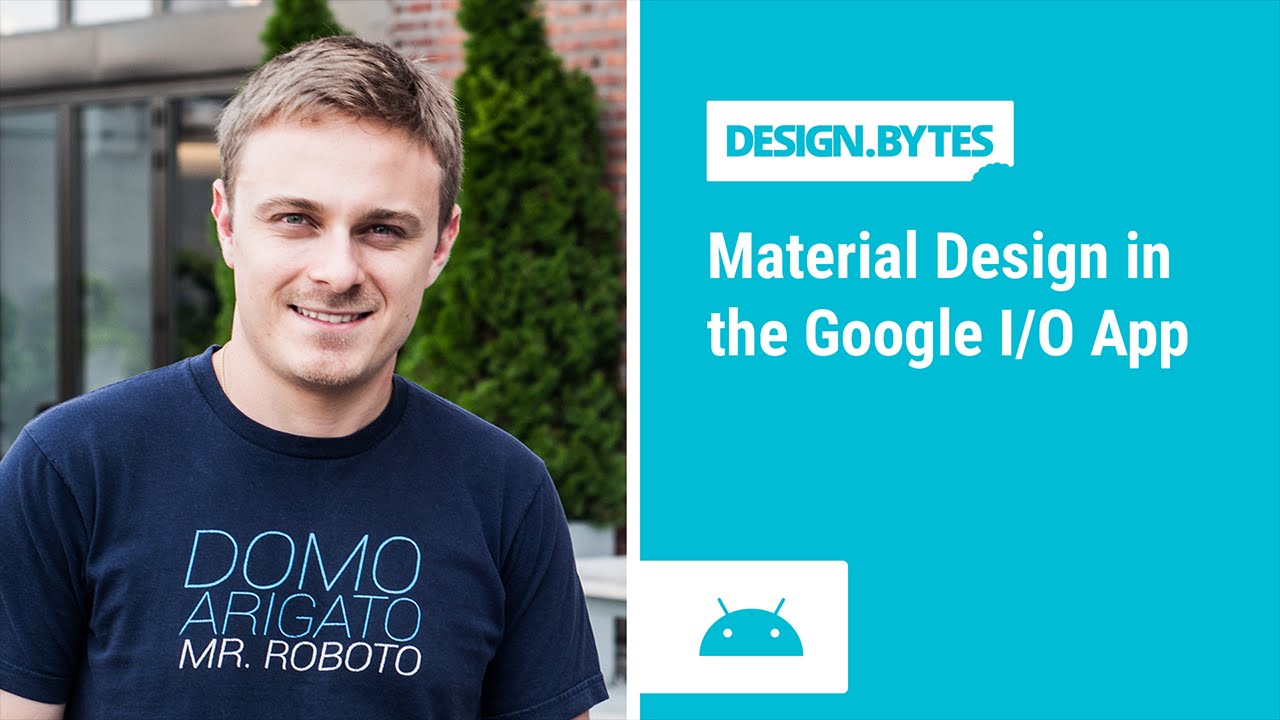 DOMO
ARIGATO
MR. ROBOTO
DESIGN.BYTES
Material Design in
the Google I/O App